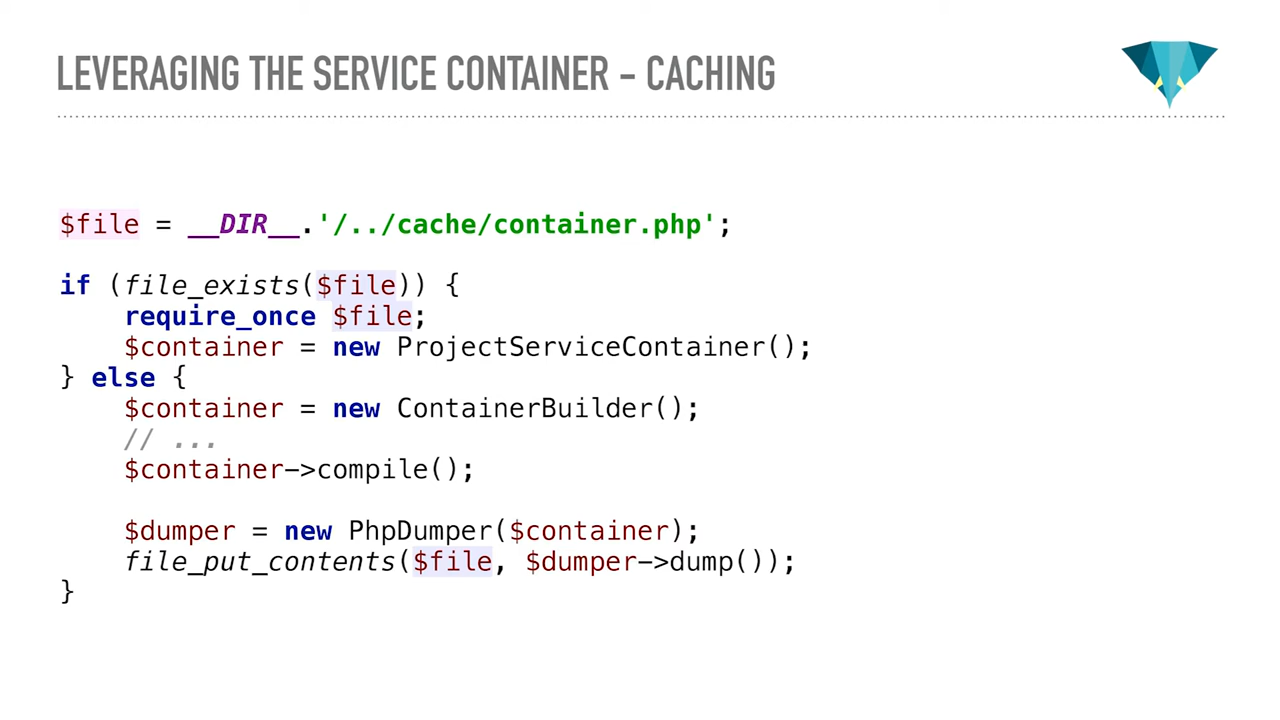 LEVERAGING THE SERVICE CONTAINER - CACHING
$file = __DIR__.'/../cache/container.php';
if (file_exists($file)) {
    require_once $file;
    $container = new ProjectServiceContainer();
} else {
    $container = new ContainerBuilder();
    // ...
    $container->compile();
    $dumper = new PhpDumper($container);
    file_put_contents($file, $dumper->dump());
}